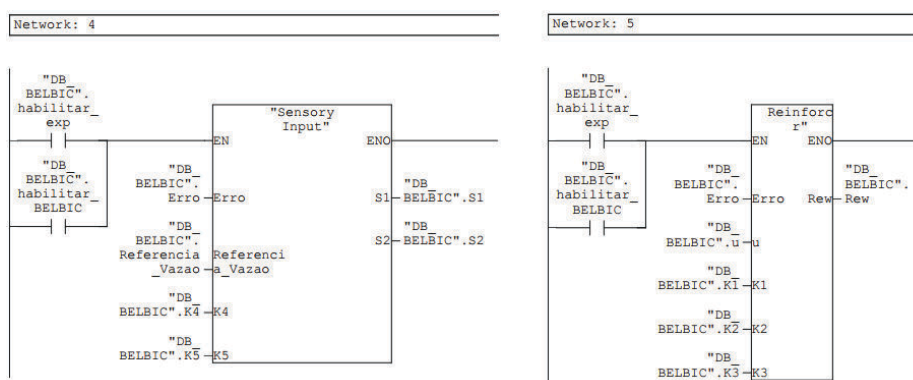 Network: 4
"DB_
BELBIC".
habilitar_
exp
"DB_
BELBIC".
habilitar_
BELBIC
"Sensory
Input"
EN
ENO
"DB_
BELBIC".
Erro
Erro
"DB_
BELBIC".
Referencia
_Vazao
Referenci
a_Vazao
"DB_
BELBIC".K4
K4
"DB_
BELBIC".K5
K5
S1
"DB_
BELBIC".S1
S2
"DB_
BELBIC".S2
Network: 5
"DB_
BELBIC".
habilitar_
exp
"DB_
BELBIC".
habilitar_
BELBIC
Reinforc
r"
EN
ENO
"DB_
BELBIC".
Erro
Erro
"DB_
BELBIC".u
u
"DB_
BELBIC".K1
K1
"DB_
BELBIC".K2
K2
"DB_
BELBIC".K3
K3
Rew
"DB_
BELBIC".
Rew